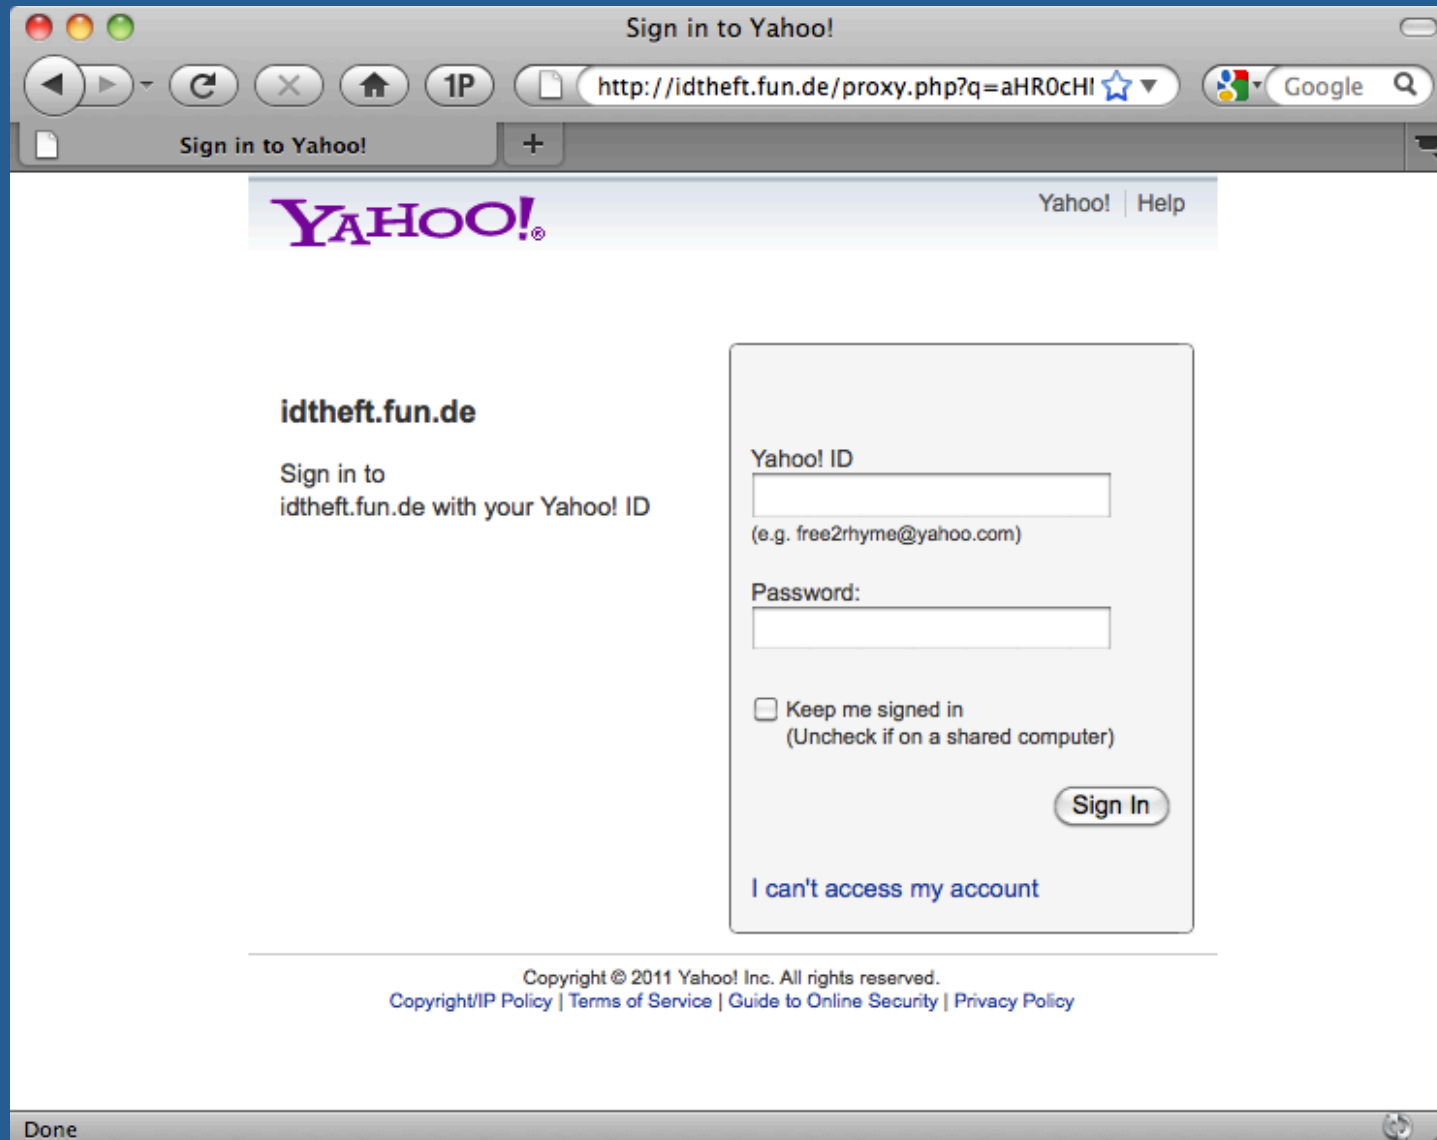 Sign in to Yahoo!
1P
http://idtheft.fun.de/proxy.php?q=aHR0cHI
Google
Sign in to Yahoo!
YAHOO!®
Yahoo! | Help
idtheft.fun.de
Sign in to
idtheft.fun.de with your Yahoo! ID
Yahoo! ID
(e.g. free2rhyme@yahoo.com)
Password:
Keep me signed in
(Uncheck if on a shared computer)
Sign In
I can't access my account
Copyright © 2011 Yahoo! Inc. All rights reserved.
Copyright/IP Policy | Terms of Service | Guide to Online Security | Privacy Policy
Done